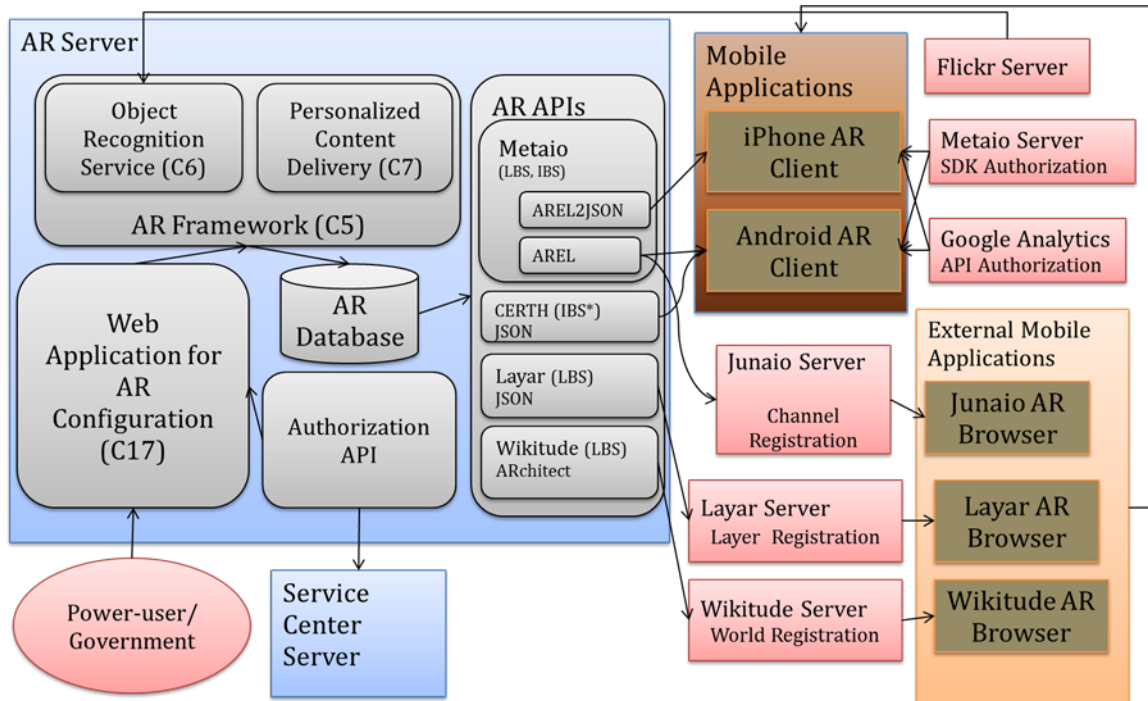 AR Server
Object
Recognition
Service (C6)
Personalized
Content
Delivery (C7)
AR Framework (C5)
Web
Application for
AR
Configuration
(C17)
AR
Database
Authorization
API
Power-user/
Government
Service
Center
Server
AR APIs
Metaio
(LBS, IBS)
AREL2JSON
AREL
CERTH (IBS*)
JSON
Layar (LBS)
JSON
Wikitude (LBS)
ARchitect
Mobile
Applications
iPhone AR
Client
Android AR
Client
Flickr Server
Metaio Server
SDK Authorization
Google Analytics
API Authorization
Junaio Server
Channel
Registration
Layar Server
Layer Registration
Wikitude Server
World Registration
External Mobile
Applications
Junaio AR
Browser
Layar AR
Browser
Wikitude AR
Browser